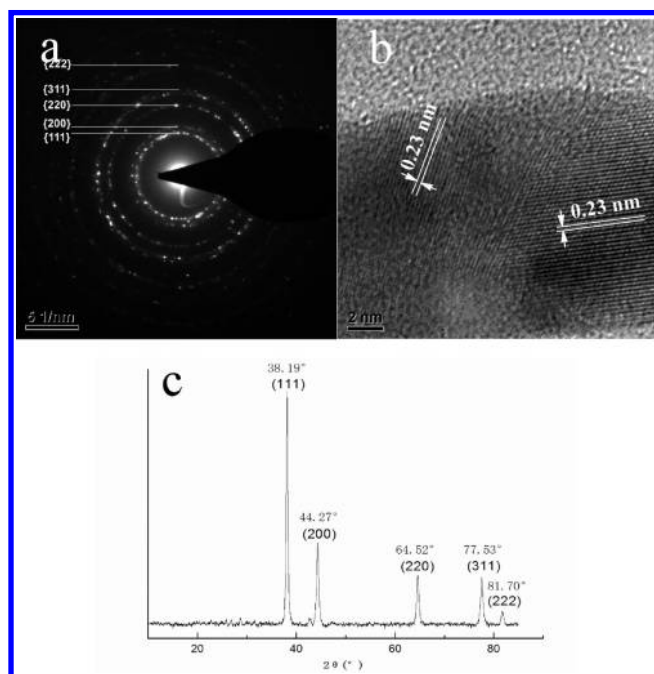 a
{222}
{311}
{220}
{200}
{111}
5 1/nm
b
0.23 nm
0.23 nm
2 nm
c
38.19°
(111)
44.27°
(200)
64.52°
(220)
77.53°
(311)
81.70°
(222)
20
40
60
80
2θ(°)